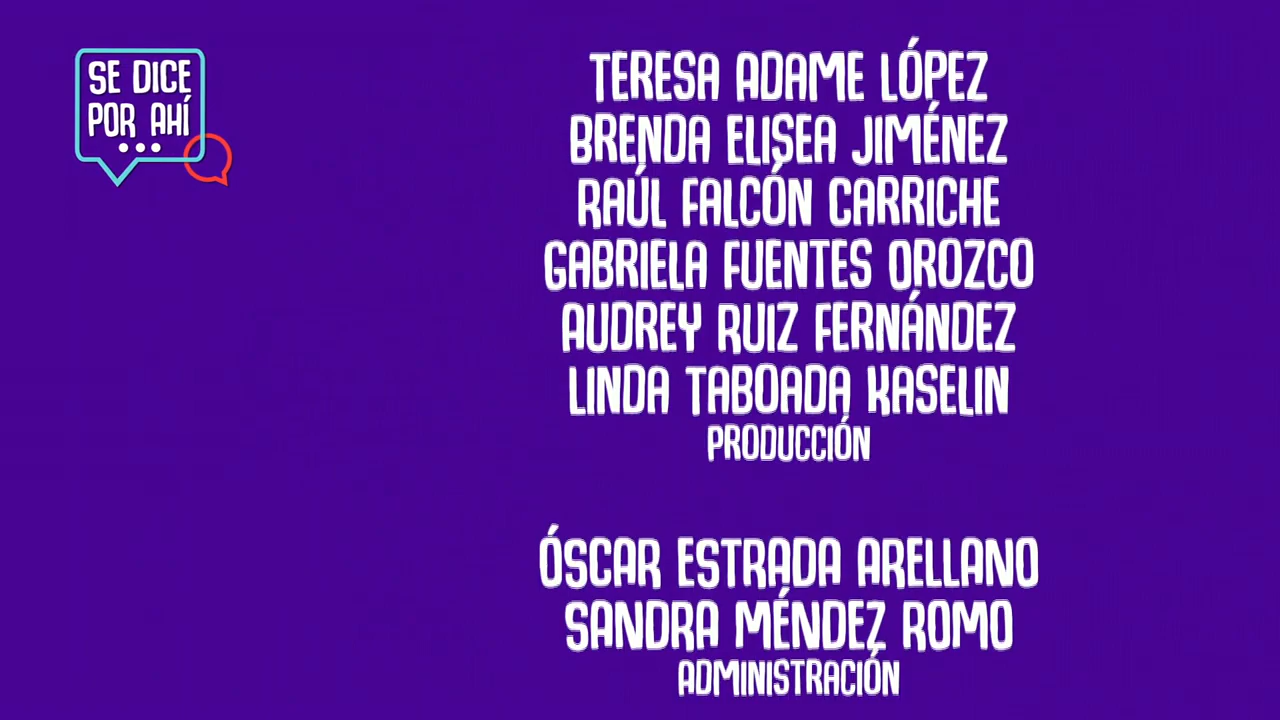 SE DICE
POR AHÍ
...
TERESA ADAME LÓPEZ
BRENDA ELISEA JIMÉNEZ
RAÚL FALCÓN CARRICHE
GABRIELA FUENTES OROZCO
AUDREY RUIZ FERNÁNDEZ
LINDA TABOADA KASELIN
PRODUCCIÓN
ÓSCAR ESTRADA ARELLANO
SANDRA MÉNDEZ ROMO
ADMINISTRACIÓN